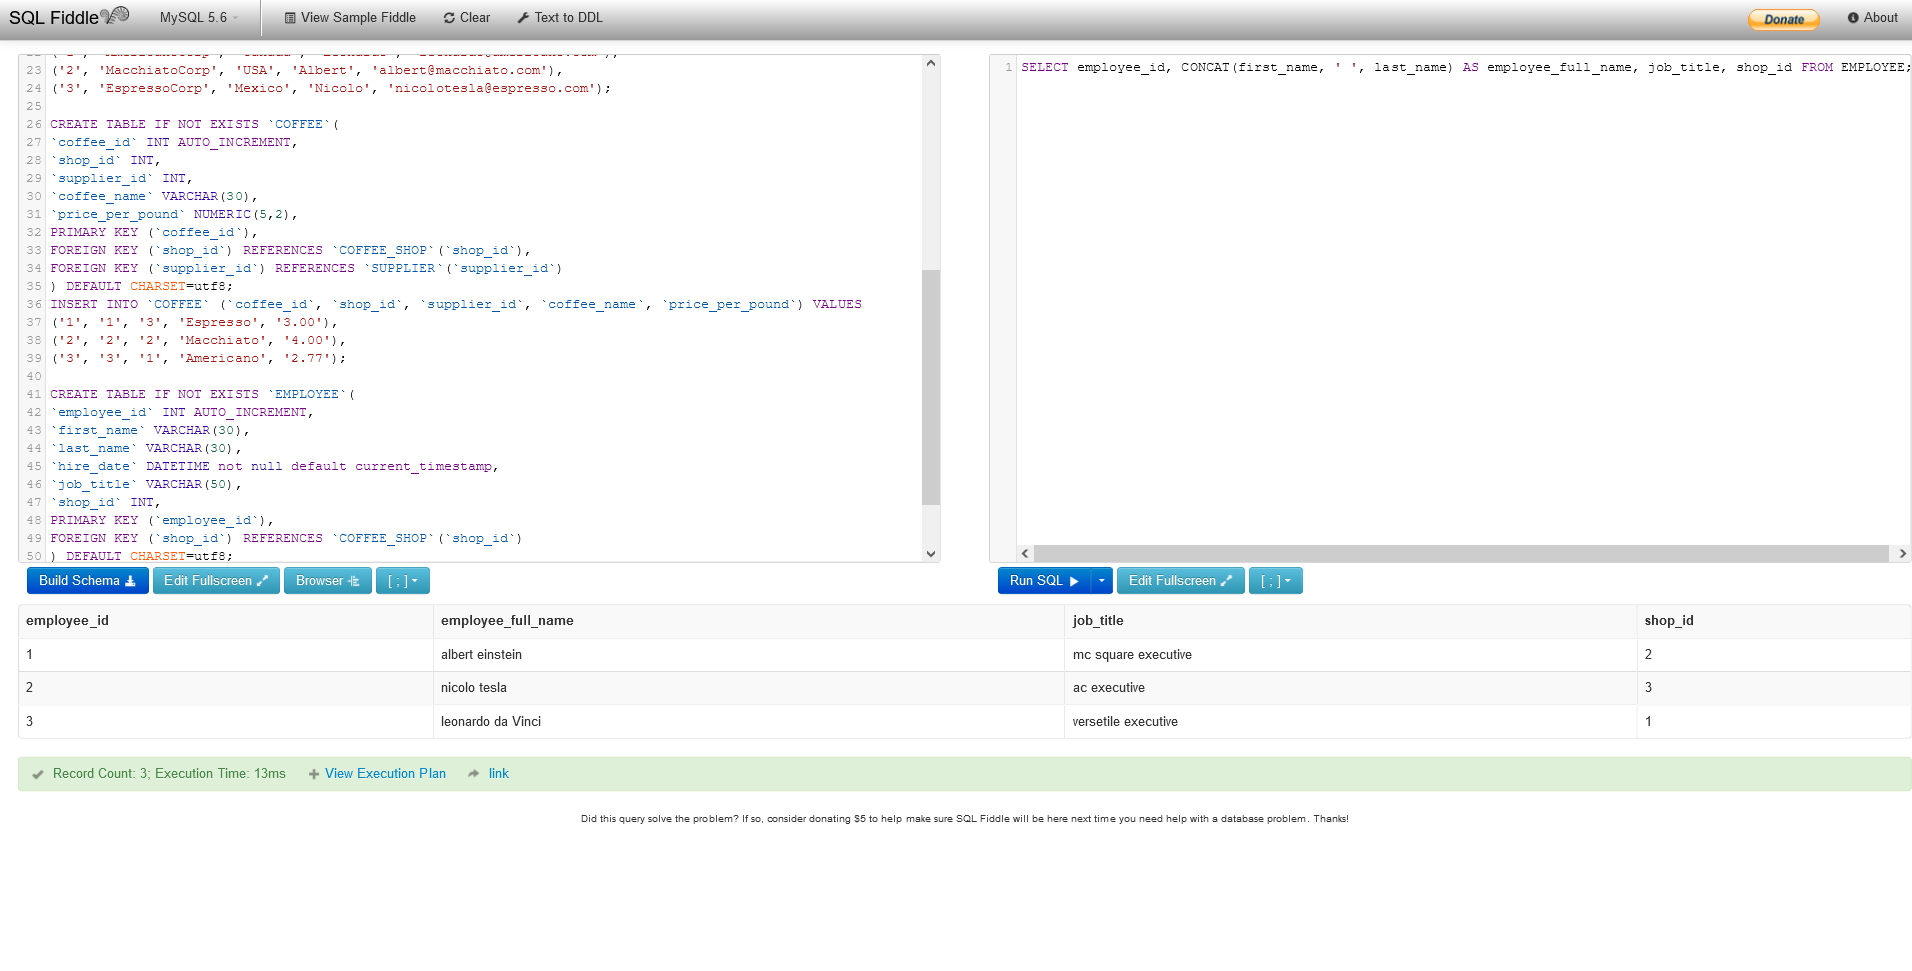 SQL Fiddle MySQL 5.6 View Sample Fiddle Clear Text to DDL Donate About
23 ('2', 'MacchiatoCorp', 'USA', 'Albert', 'albert@macchiato.com'),
24 ('3', 'EspressoCorp', 'Mexico', 'Nicolo', 'nicolotesla@espresso.com');
25
26 CREATE TABLE IF NOT EXISTS `COFFEE`(
27 `coffee_id` INT AUTO_INCREMENT,
28 `shop_id` INT,
29 `supplier_id` INT,
30 `coffee_name` VARCHAR(30),
31 `price_per_pound` NUMERIC(5,2),
32 PRIMARY KEY (`coffee_id`),
33 FOREIGN KEY (`shop_id`) REFERENCES `COFFEE_SHOP`(`shop_id`),
34 FOREIGN KEY (`supplier_id`) REFERENCES `SUPPLIER`(`supplier_id`)
35 ) DEFAULT CHARSET=utf8;
36 INSERT INTO `COFFEE` (`coffee_id`, `shop_id`, `supplier_id`, `coffee_name`, `price_per_pound`) VALUES
37 ('1', '1', '3', 'Espresso', '3.00'),
38 ('2', '2', '2', 'Macchiato', '4.00'),
39 ('3', '3', '1', 'Americano', '2.77');
40
41 CREATE TABLE IF NOT EXISTS `EMPLOYEE`(
42 `employee_id` INT AUTO_INCREMENT,
43 `first_name` VARCHAR(30),
44 `last_name` VARCHAR(30),
45 `hire_date` DATETIME not null default current_timestamp,
46 `job_title` VARCHAR(50),
47 `shop_id` INT,
48 PRIMARY KEY (`employee_id`),
49 FOREIGN KEY (`shop_id`) REFERENCES `COFFEE_SHOP`(`shop_id`)
50 ) DEFAULT CHARSET=utf8;
Build Schema Edit Fullscreen Browser [ ; ]
1 SELECT employee_id, CONCAT(first_name, ' ', last_name) AS employee_full_name, job_title, shop_id FROM EMPLOYEE;
Run SQL Edit Fullscreen [ ; ]
employee_id employee_full_name job_title shop_id
1 albert einstein mc square executive 2
2 nicolo tesla ac executive 3
3 leonardo da Vinci versetile executive 1
Record Count: 3; Execution Time: 13ms View Execution Plan link
Did this query solve the problem? If so, consider donating $5 to help make sure SQL Fiddle will be here next time you need help with a database problem. Thanks!